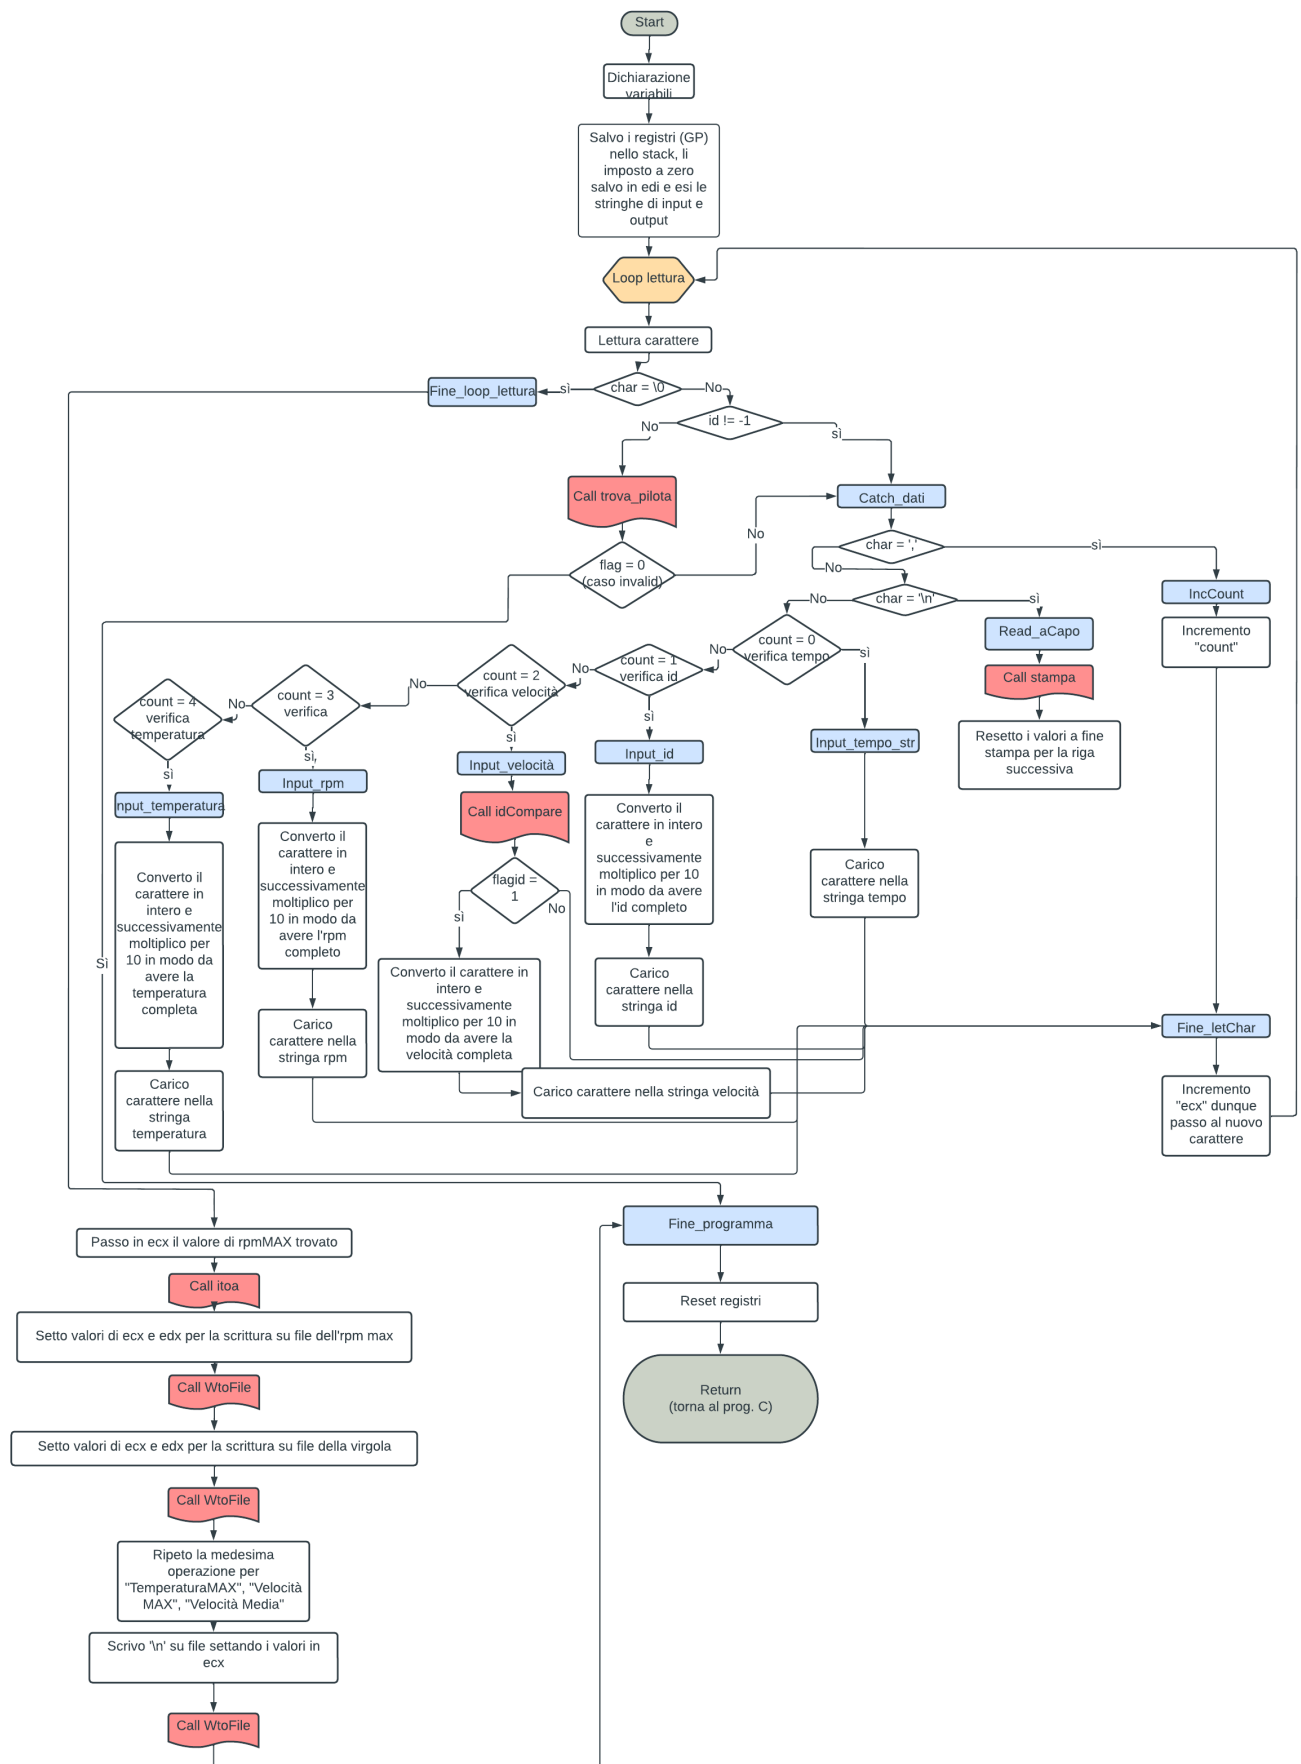 Start
Dichiarazione
variabili
Salvo i registri (GP)
nello stack, li
imposto a zero
salvo in edi e esi le
stringhe di input e
output
Loop lettura
Lettura carattere
Fine_loop_lettura
sì
char = \0
No
No
id != -1
sì
Call trova_pilota
Catch_dati
No
flag = 0
(caso invalid)
char = ','
sì
No
IncCount
Incremento
"count"
No
char = '\n'
sì
Read_aCapo
Call stampa
Resetto i valori a fine
stampa per la riga
successiva
count = 0
verifica tempo
sì
No
count = 1
verifica id
sì
No
count = 2
verifica velocità
sì
No
count = 3
verifica
sì,
No
count = 4
verifica
temperatura
sì
Input_tempo_str
Input_id
Input_velocità
Input_rpm
nput_temperatura
Call idCompare
flagid =
1
sì
No
Converto il
carattere in
intero e
successivamente
moltiplico per
10 in modo da
avere la
temperatura
completa
Converto il
carattere in
intero e
successivamente
moltiplico per
10 in modo da
avere l'rpm
completo
Converto il carattere in
intero e
successivamente
moltiplico per 10 in
modo da avere la
velocità completa
Converto il
carattere in intero
e
successivamente
moltiplico per 10
in modo da avere
l'id completo
Carico
carattere nella
stringa tempo
Sì
Carico
carattere nella
stringa id
Carico
carattere nella
stringa rpm
Carico
carattere nella
stringa
temperatura
Carico carattere nella stringa velocità
Fine_letChar
Incremento
"ecx" dunque
passo al nuovo
carattere
Passo in ecx il valore di rpmMAX trovato
Call itoa
Setto valori di ecx e edx per la scrittura su file dell'rpm max
Call WtoFile
Setto valori di ecx e edx per la scrittura su file della virgola
Call WtoFile
Ripeto la medesima
operazione per
"TemperaturaMAX", "Velocità
MAX", "Velocità Media"
Scrivo '\n' su file settando i valori in
ecx
Call WtoFile
Fine_programma
Reset registri
Return
(torna al prog. C)